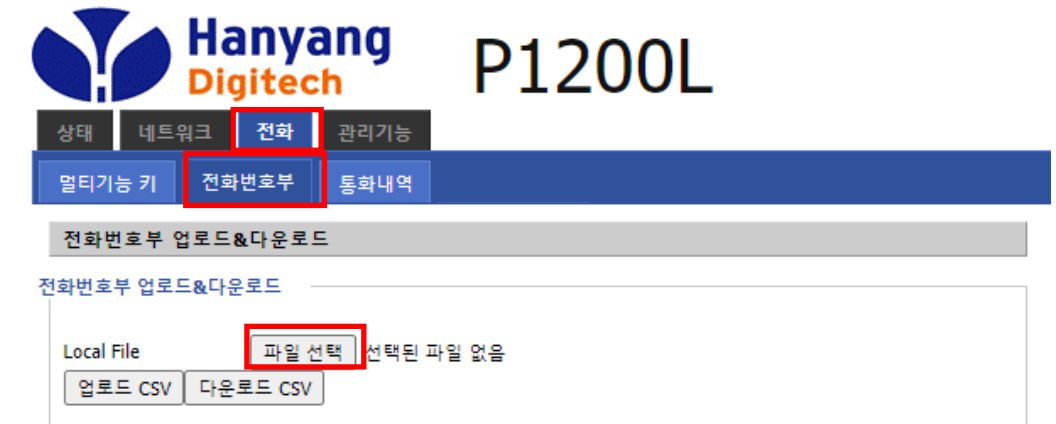 Hanyang
Digitech
P1200L
상태 네트워크 전화 관리기능
멀티기능 키 전화번호부 통화내역
전화번호부 업로드&다운로드
전화번호부 업로드&다운로드
Local File 파일 선택 선택된 파일 없음
업로드 CSV 다운로드 CSV